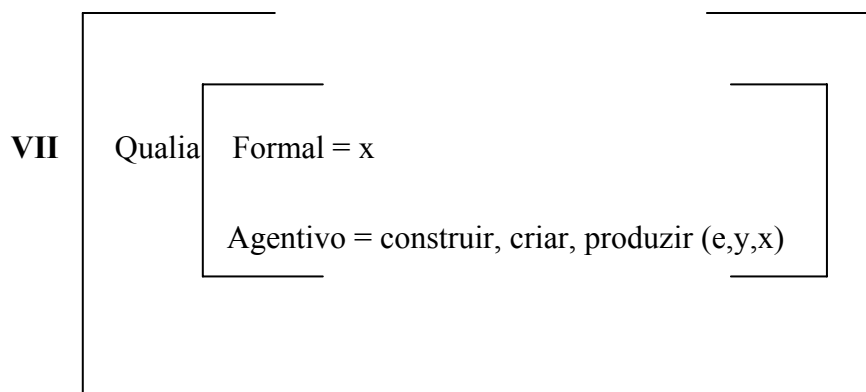 VII Qualia Formal = x
Agentivo = construir, criar, produzir (e,y,x)